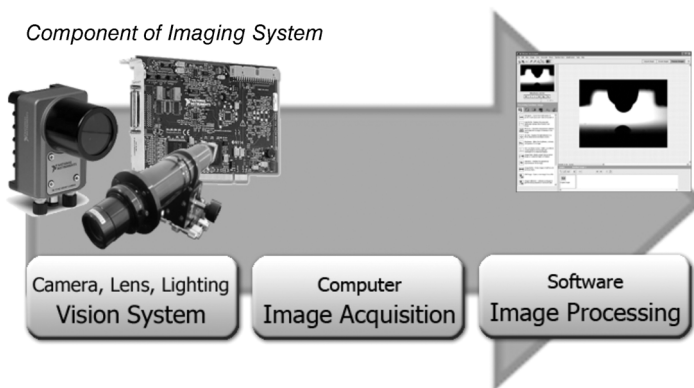 Component of Imaging System
Camera, Lens, Lighting
Vision System
Computer
Image Acquisition
Software
Image Processing